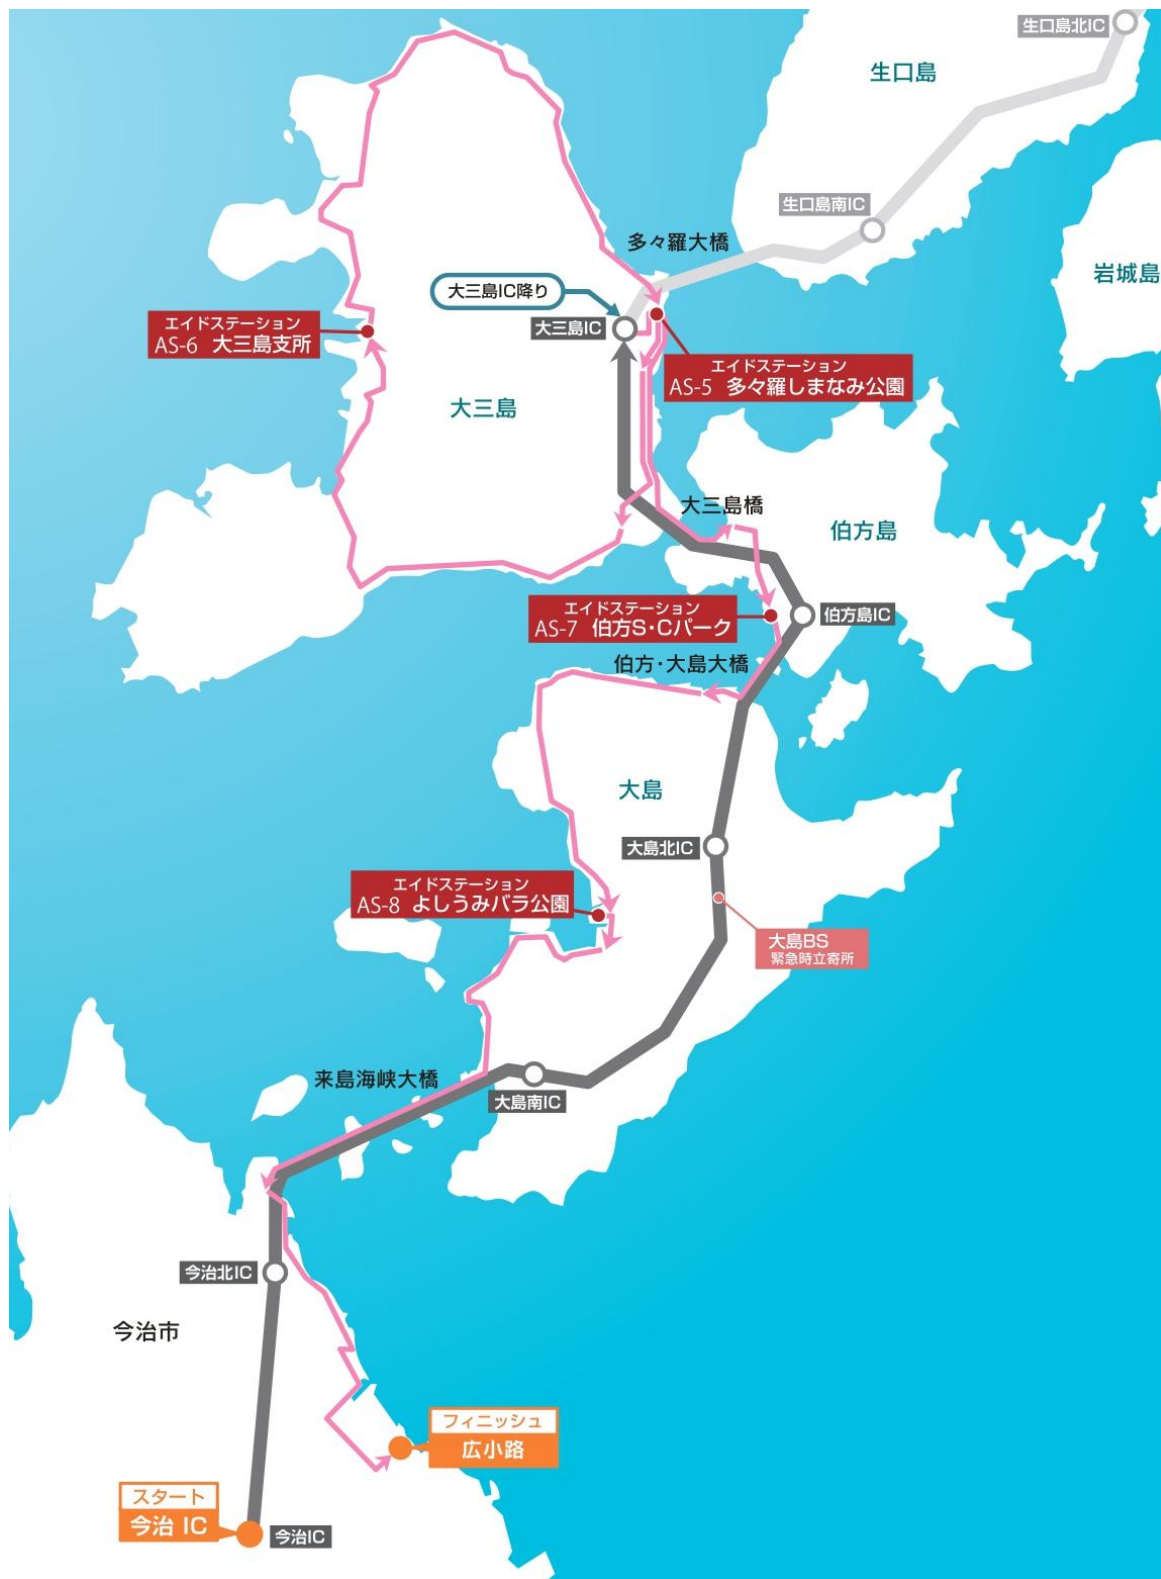 生口島北IC
生口島
生口島南IC
多々羅大橋
岩城島
大三島IC降り
大三島IC
エイドステーション
AS-6 大三島支所
エイドステーション
AS-5 多々羅しまなみ公園
大三島
大三島橋
伯方島
エイドステーション
AS-7 伯方S・Cパーク
伯方島IC
伯方・大島大橋
大島
大島北IC
エイドステーション
AS-8 よしうみバラ公園
大島BS
緊急時立寄所
来島海峡大橋
大島南IC
今治北IC
今治市
フィニッシュ
広小路
スタート
今治 IC
今治IC